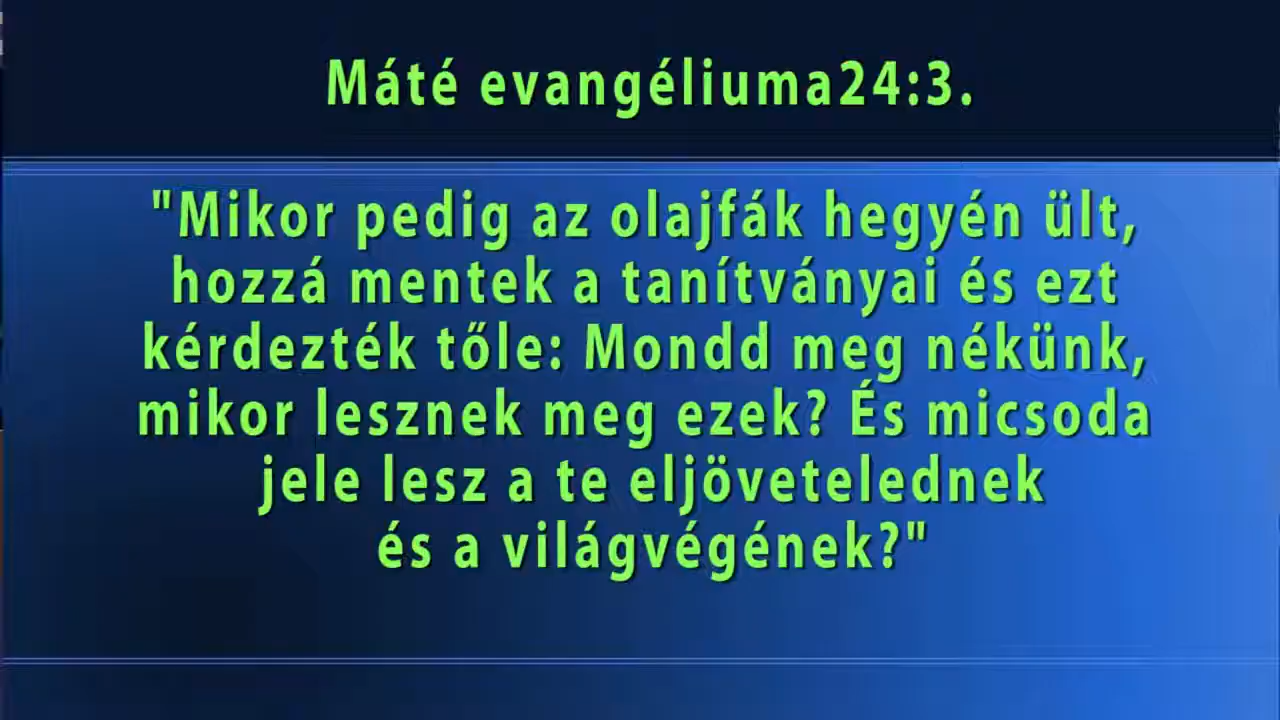 Máté evangéliuma24:3.
"Mikor pedig az olajfák hegyén ült,
hozzá mentek a tanítványai és ezt
kérdezték tőle: Mondd meg nékünk,
mikor lesznek meg ezek? És micsoda
jele lesz a te eljövetelednek
és a világvégének?"